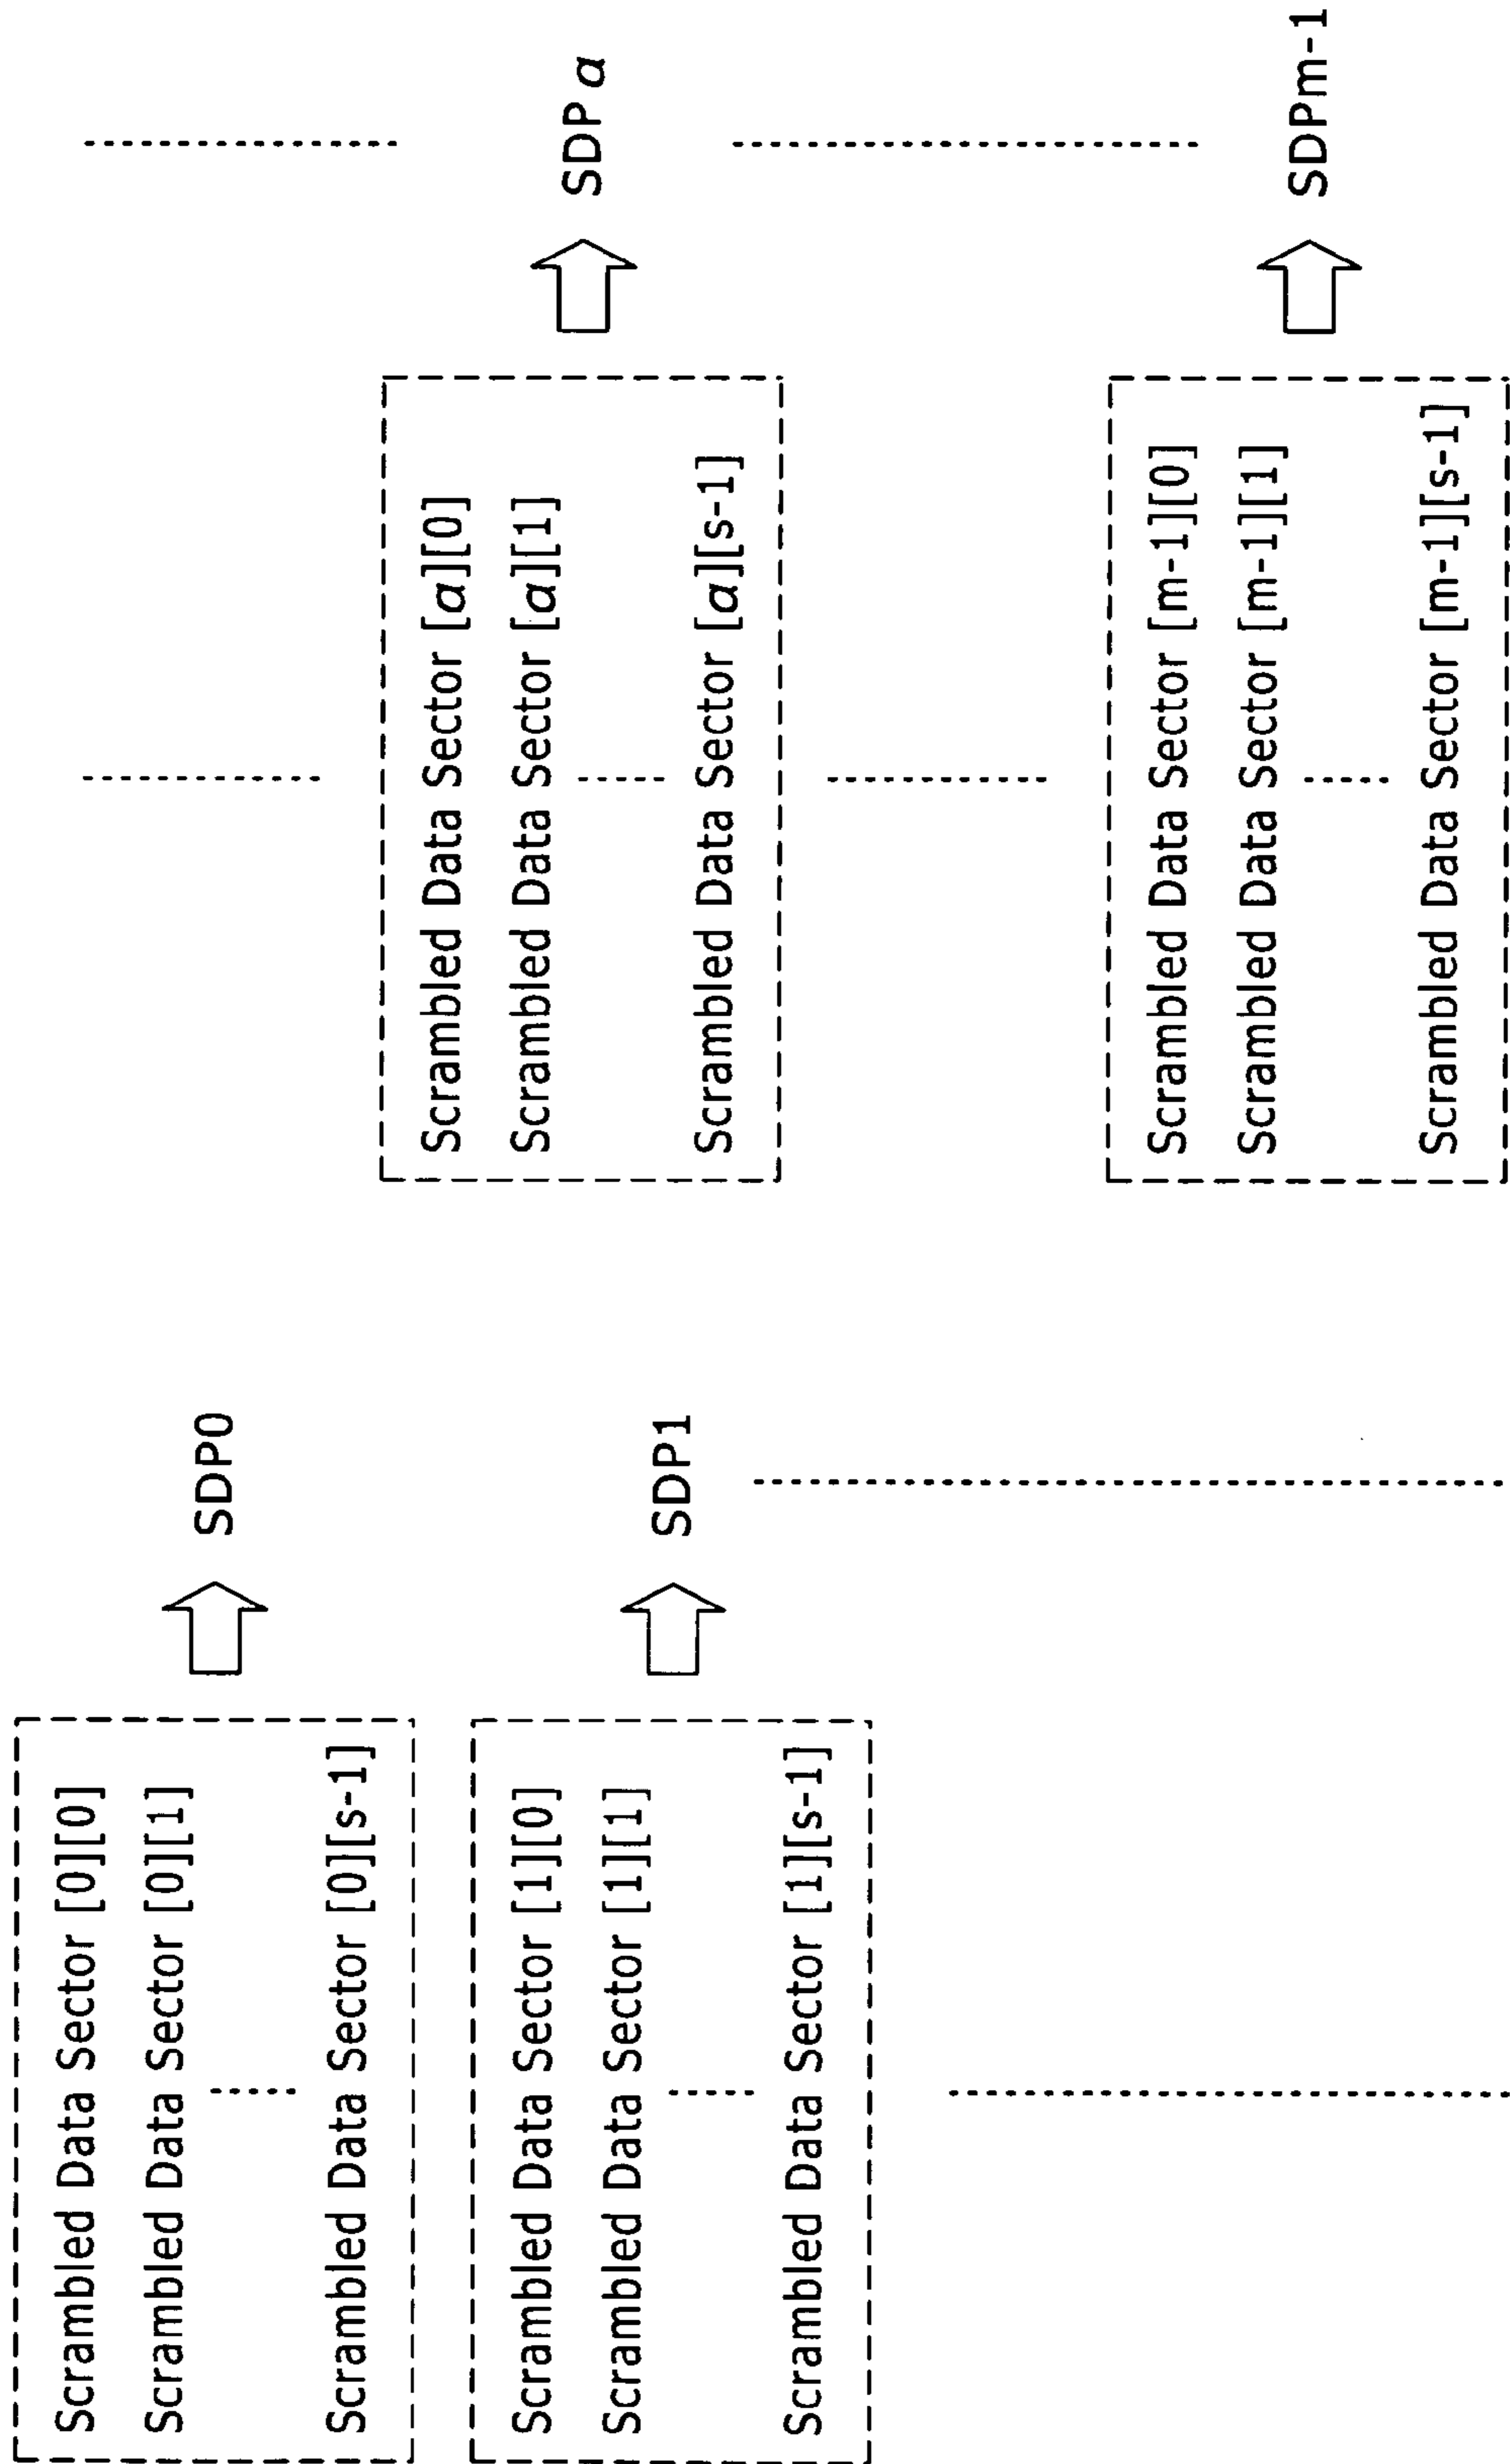 Scrambled Data Sector [0][0]
Scrambled Data Sector [0][1]
Scrambled Data Sector [0][s-1]
SDP0
Scrambled Data Sector [1][0]
Scrambled Data Sector [1][1]
Scrambled Data Sector [1][s-1]
SDP1
Scrambled Data Sector [a][0]
Scrambled Data Sector [a][1]
Scrambled Data Sector [a][s-1]
SDPa
Scrambled Data Sector [m-1][0]
Scrambled Data Sector [m-1][1]
Scrambled Data Sector [m-1][s-1]
SDPm-1